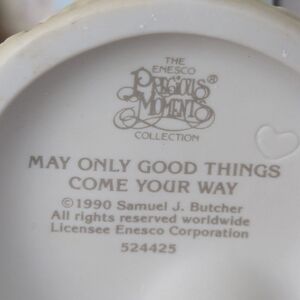 THE
ENESCO
PRECIOUS
MOMENTS®
COLLECTION
MAY ONLY GOOD THINGS
COME YOUR WAY
©1990 Samuel J. Butcher
All rights reserved worldwide
Licensee Enesco Corporation
524425